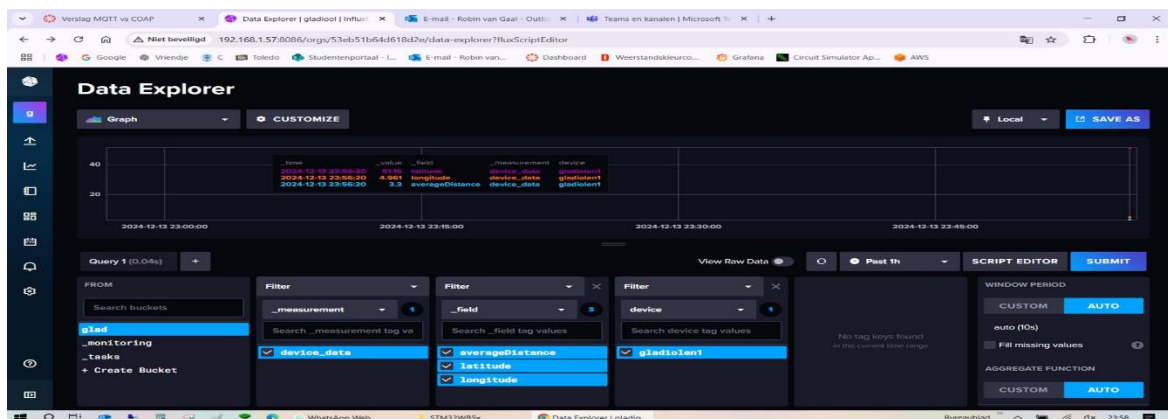 Verslag MQTT vs COAP
Data Explorer | gladiool | Influx
E-mail - Robin van Gaal - Outl
Teams en kanalen | Microsoft
Niet beveiligd 192.168.1.57:8086/orgs/53eb51b64d618d2e/data-explorer?fluxScriptEditor
Google Vriendje C Toledo Studentenportaal - I... E-mail - Robin van... Dashboard Weerstandskleurco... Grafana Circuit Simulator Ap... AWS
Data Explorer
g
Graph CUSTOMIZE Local SAVE AS
_time _value _field _measurement device
2024-12-13 23:56:20 latitude device_data gladiolen1
2024-12-13 23:56:20 4.961 longitude device_data gladiolen1
2024-12-13 23:56:20 3.3 averageDistance device_data gladiolen1
40
20
2024-12-13 23:00:00 2024-12-13 23:15:00 2024-12-13 23:30:00 2024-12-13 23:45:00
Query 1 (0.04s) + View Raw Data Past 1h SCRIPT EDITOR SUBMIT
FROM
Search buckets
glad
_monitoring
_tasks
+ Create Bucket
Filter
_measurement 1
Search _measurement tag va
device_data
Filter
_field 3
Search _field tag values
averageDistance
latitude
longitude
Filter
device 1
Search device tag values
gladiolen1
No tag keys found
in the current time range
WINDOW PERIOD
CUSTOM AUTO
auto (10s)
Fill missing values
AGGREGATE FUNCTION
CUSTOM AUTO
WhatsApp Web STM32WB5x Data Explorer | gladio Bureaublad 23:58